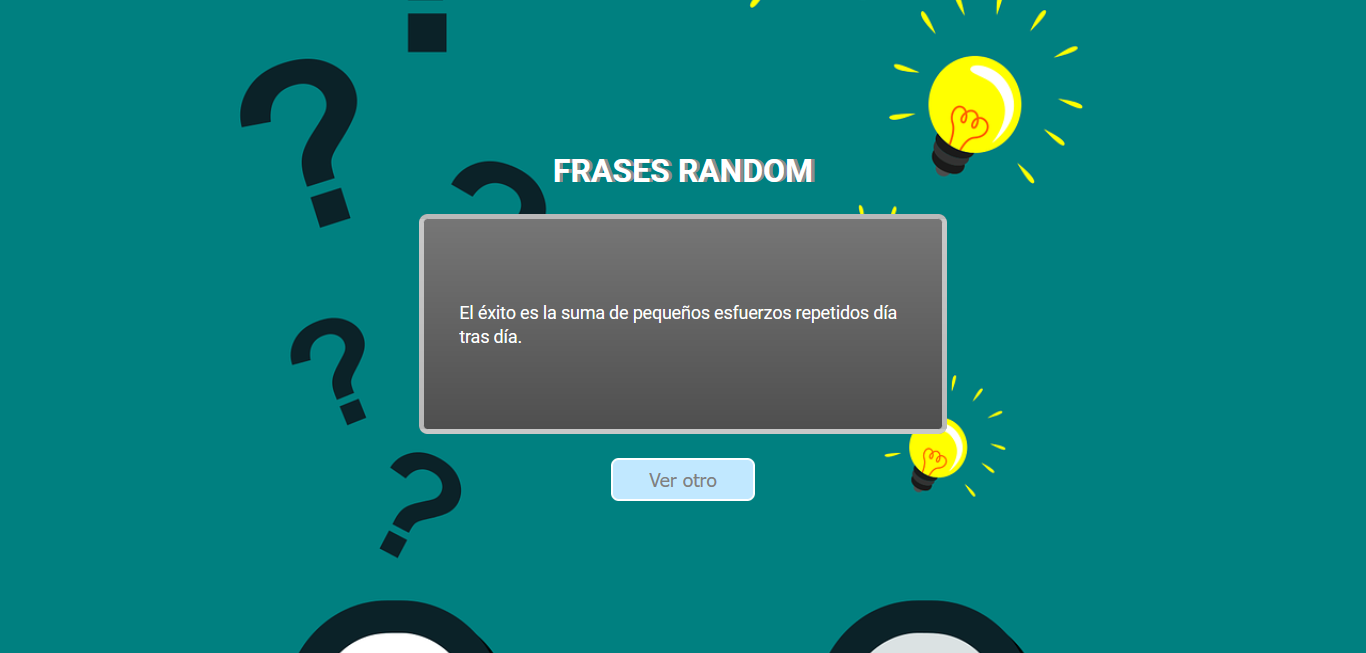 FRASES RANDOM
El éxito es la suma de pequeños esfuerzos repetidos día
tras día.
Ver otro